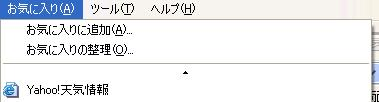 お気に入り(A) ツール(T) ヘルプ(H)
お気に入りに追加(A)...
お気に入りの整理(O)...
Yahoo!天気情報